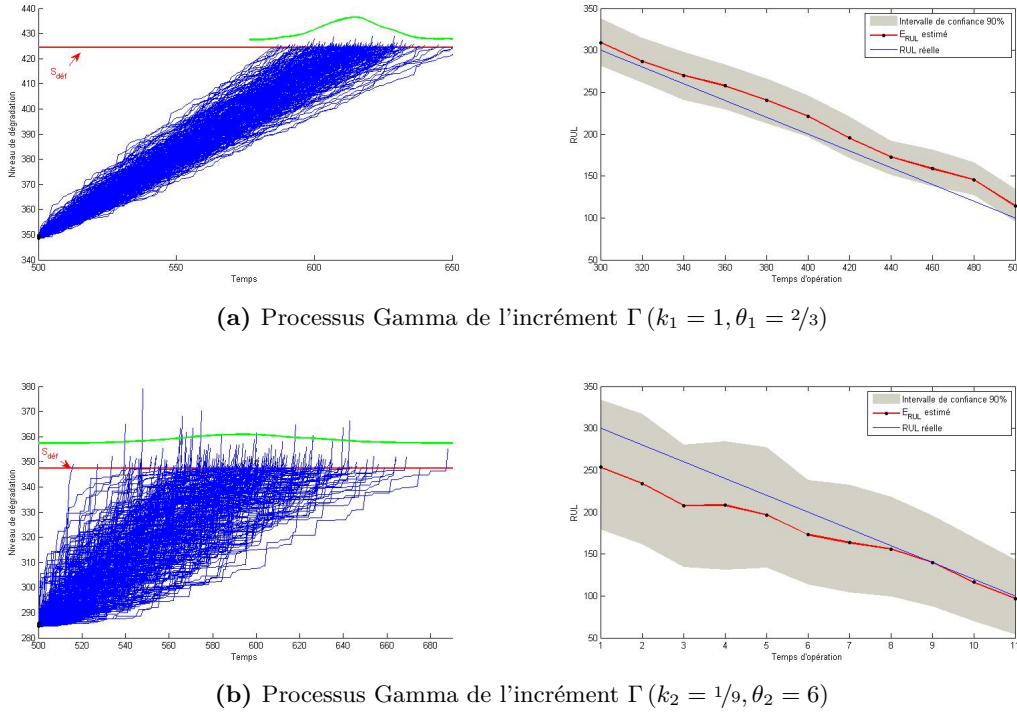 440
430
420
410
400
390
380
370
360
350
340
Niveau de dégradation
S_déf
500 550 600 650
Temps
350
300
250
200
150
100
50
RUL
Intervalle de confiance 90%
E_RUL estimé
RUL réelle
300 320 340 360 380 400 420 440 460 480 500
Temps d'opération
(a) Processus Gamma de l'incrément Γ (k₁ = 1, θ₁ = 2/3)
380
370
360
350
340
330
320
310
300
290
280
Niveau de dégradation
S_déf
500 520 540 560 580 600 620 640 660 680
Temps
350
300
250
200
150
100
50
RUL
Intervalle de confiance 90%
E_RUL estimé
RUL réelle
1 2 3 4 5 6 7 8 9 10 11
Temps d'opération
(b) Processus Gamma de l'incrément Γ (k₂ = 1/9, θ₂ = 6)